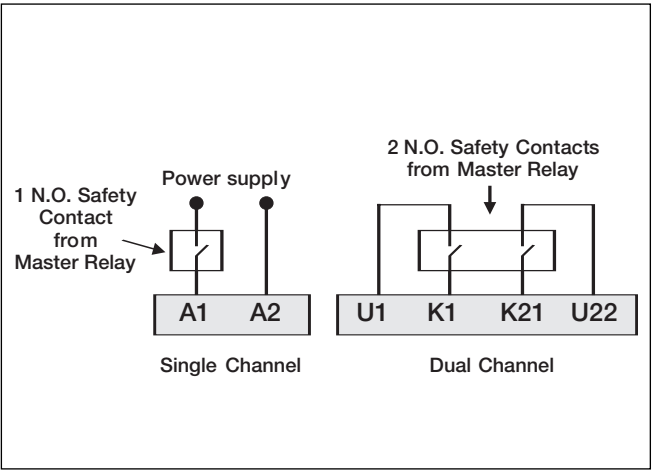 2 N.O. Safety Contacts
from Master Relay
Power supply
1 N.O. Safety
Contact
from
Master Relay
A1 A2
U1 K1 K21 U22
Single Channel
Dual Channel